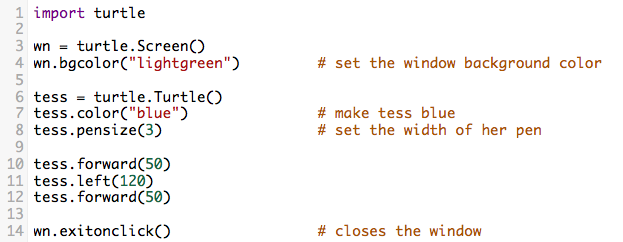 1 import turtle
2
3 wn = turtle.Screen()
4 wn.bgcolor("lightgreen") # set the window background color
5
6 tess = turtle.Turtle()
7 tess.color("blue") # make tess blue
8 tess.pensize(3) # set the width of her pen
9
10 tess.forward(50)
11 tess.left(120)
12 tess.forward(50)
13
14 wn.exitonclick() # closes the window